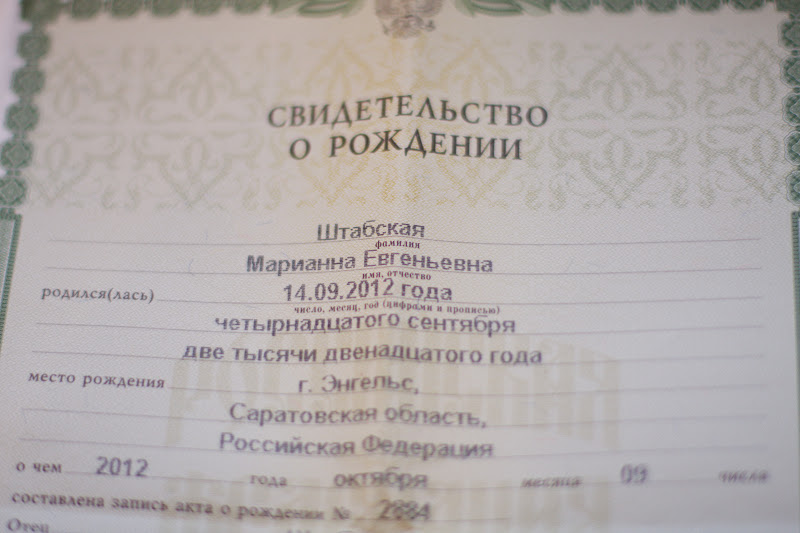 СВИДЕТЕЛЬСТВО
О РОЖДЕНИИ
Штабская
фамилия
Марианна Евгеньевна
имя, отчество
родился(лась) 14.09.2012 года
число, месяц, год (цифрами и прописью)
четырнадцатого сентября
две тысячи двенадцатого года
место рождения г. Энгельс,
Саратовская область,
Российская Федерация
о чем 2012 года октября месяца 09 числа
составлена запись акта о рождении № 2884
Отец